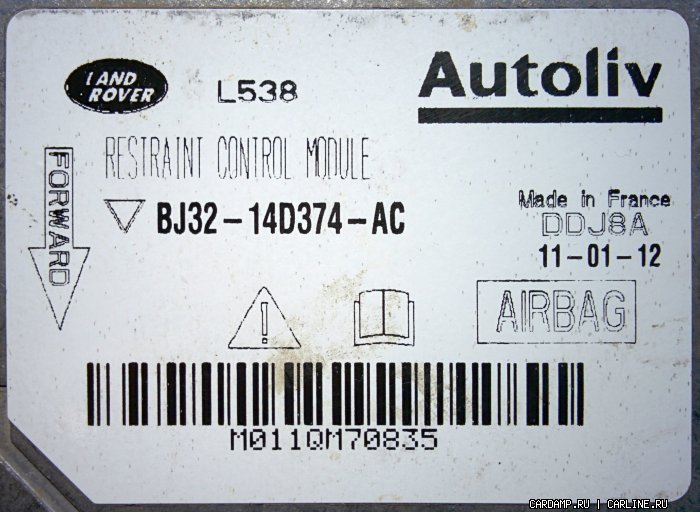 LAND
ROVER
L538
Autoliv
RESTRAINT CONTROL MODULE
FORWARD
BJ32-14D374-AC
Made in France
DDJ8A
11-01-12
AIRBAG
M011QM70835
CARDAMP.RU | CARLINE.RU